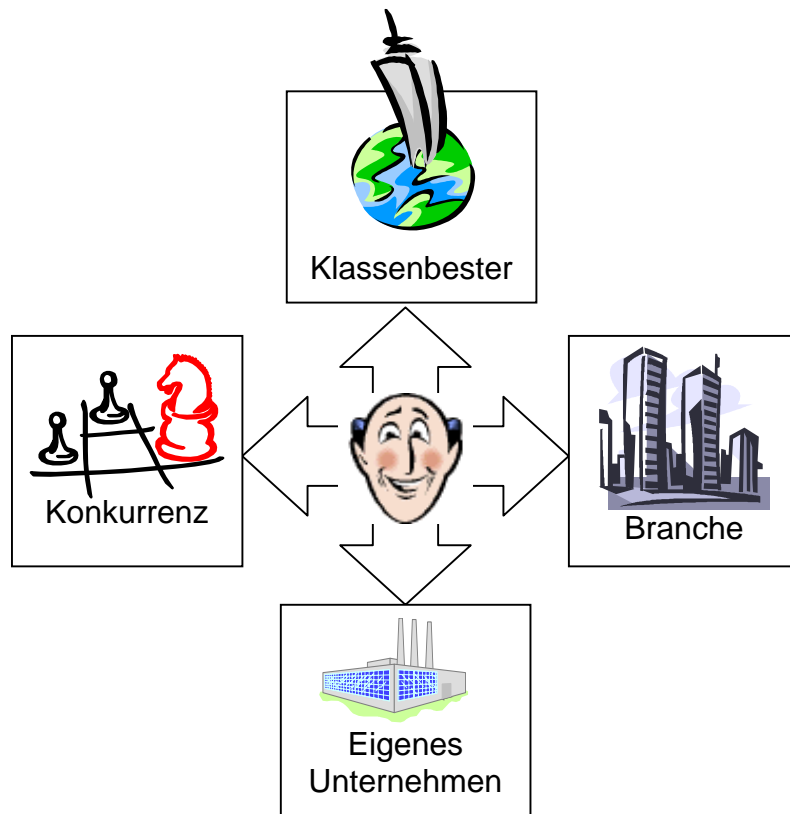 Klassenbester
Konkurrenz
Branche
Eigenes
Unternehmen